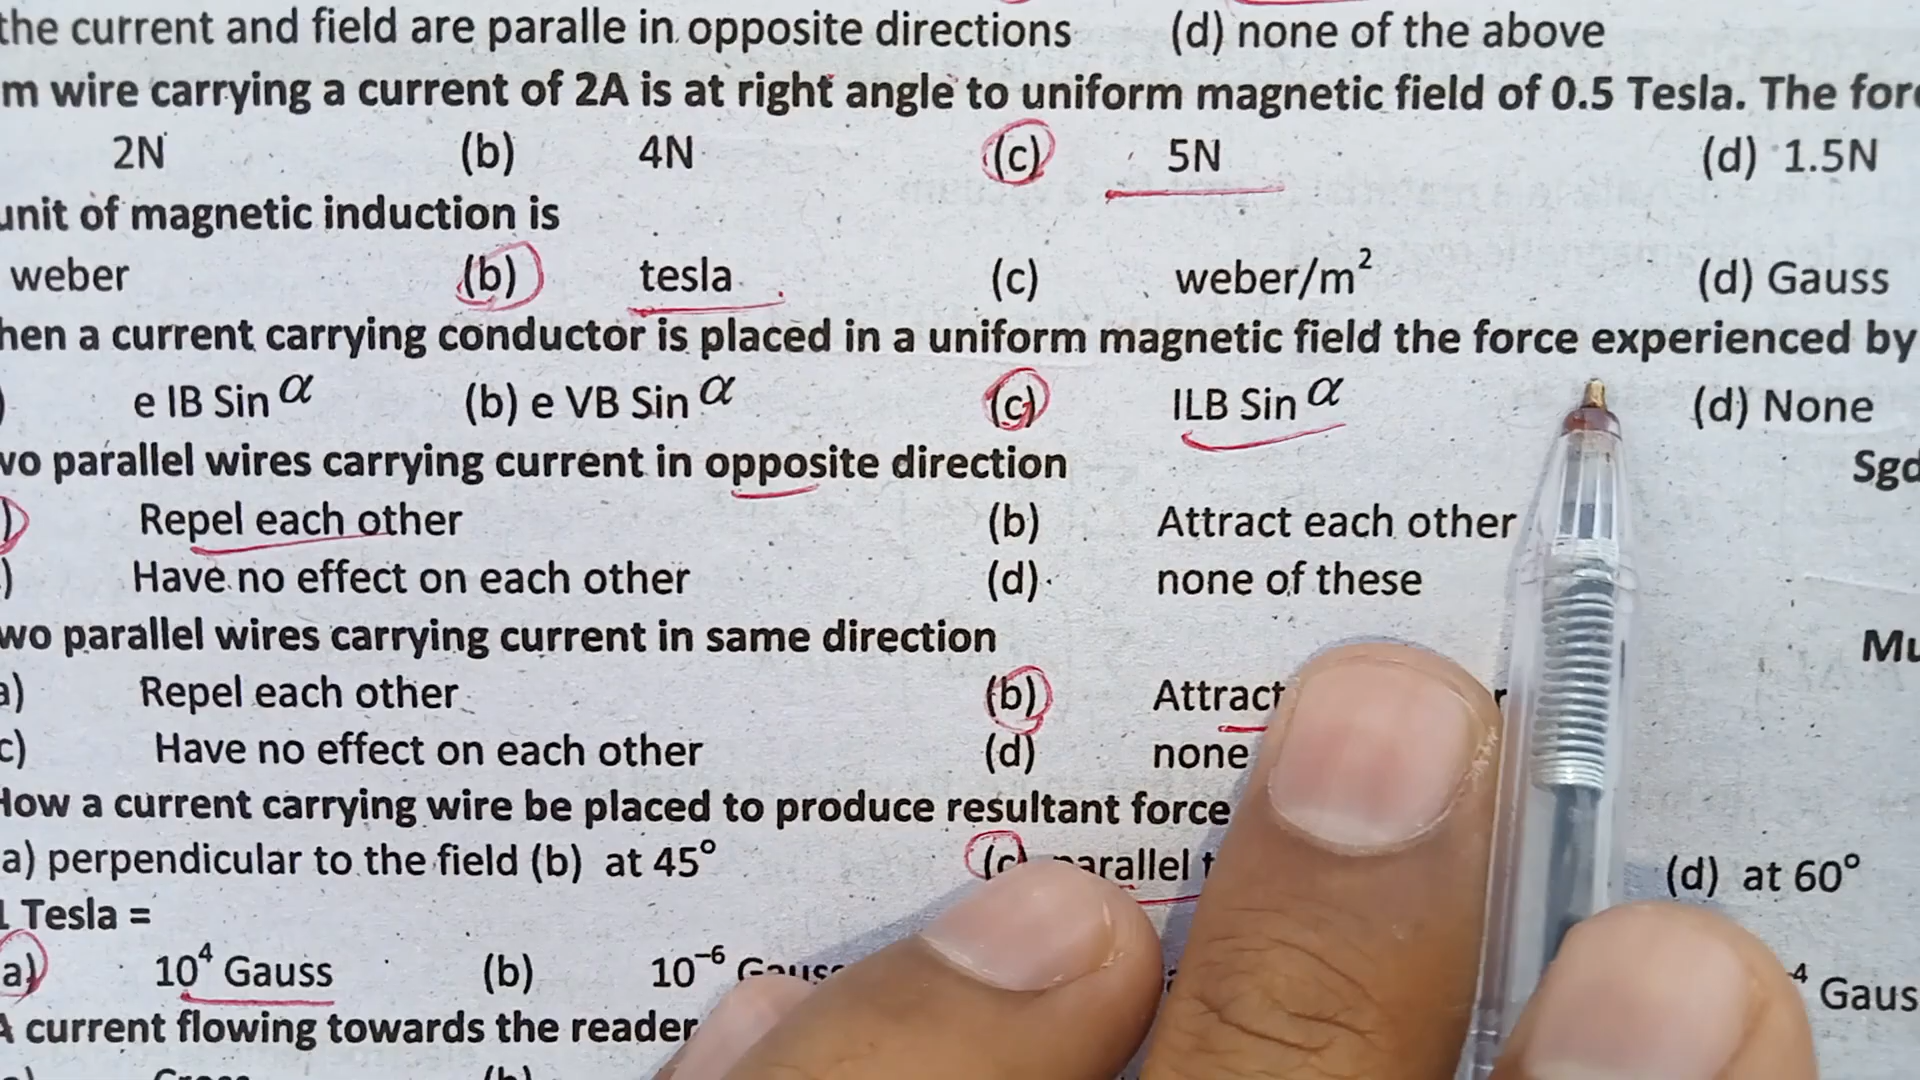 the current and field are paralle in opposite directions (d) none of the above
m wire carrying a current of 2A is at right angle to uniform magnetic field of 0.5 Tesla. The
2N (b) 4N (c) 5N (d) 1.5N
unit of magnetic induction is
weber (b) tesla (c) weber/m² (d) Gauss
hen a current carrying conductor is placed in a uniform magnetic field the force experienced by
) e IB Sin α (b) e VB Sin α (c) ILB Sin α (d) None
wo parallel wires carrying current in opposite direction Sgd
) Repel each other (b) Attract each other
) Have no effect on each other (d) none of these
wo parallel wires carrying current in same direction Mu
a) Repel each other (b) Attract r
c) Have no effect on each other (d) none
How a current carrying wire be placed to produce resultant force
a) perpendicular to the field (b) at 45° (c) parallel (d) at 60°
1 Tesla =
a) 10⁴ Gauss (b) 10⁻⁶ Gauss ⁴ Gaus
A current flowing towards the reader